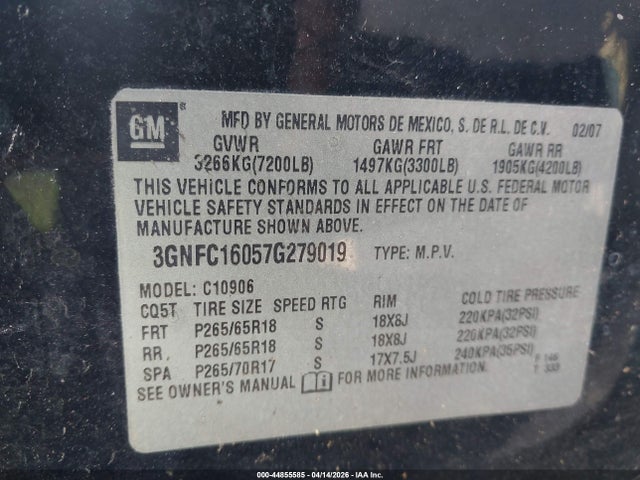 GM ®
MFD BY GENERAL MOTORS DE MEXICO, S. DE R.L. DE C.V. 02/07
GVWR GAWR FRT GAWR RR
3266KG(7200LB) 1497KG(3300LB) 1905KG(4200LB)
THIS VEHICLE CONFORMS TO ALL APPLICABLE U.S. FEDERAL MOTOR
VEHICLE SAFETY STANDARDS IN EFFECT ON THE DATE OF
MANUFACTURE SHOWN ABOVE.
3GNFC16057G279019 TYPE: M.P.V.
MODEL: C10906
CQ5T TIRE SIZE SPEED RTG RIM COLD TIRE PRESSURE
FRT P265/65R18 S 18X8J 220KPA(32PSI)
RR P265/65R18 S 18X8J 220KPA(32PSI)
SPA P265/70R17 S 17X7.5J 240KPA(35PSI)
SEE OWNER'S MANUAL FOR MORE INFORMATION.
000-44855585 - 04/14/2026 - IAA Inc.